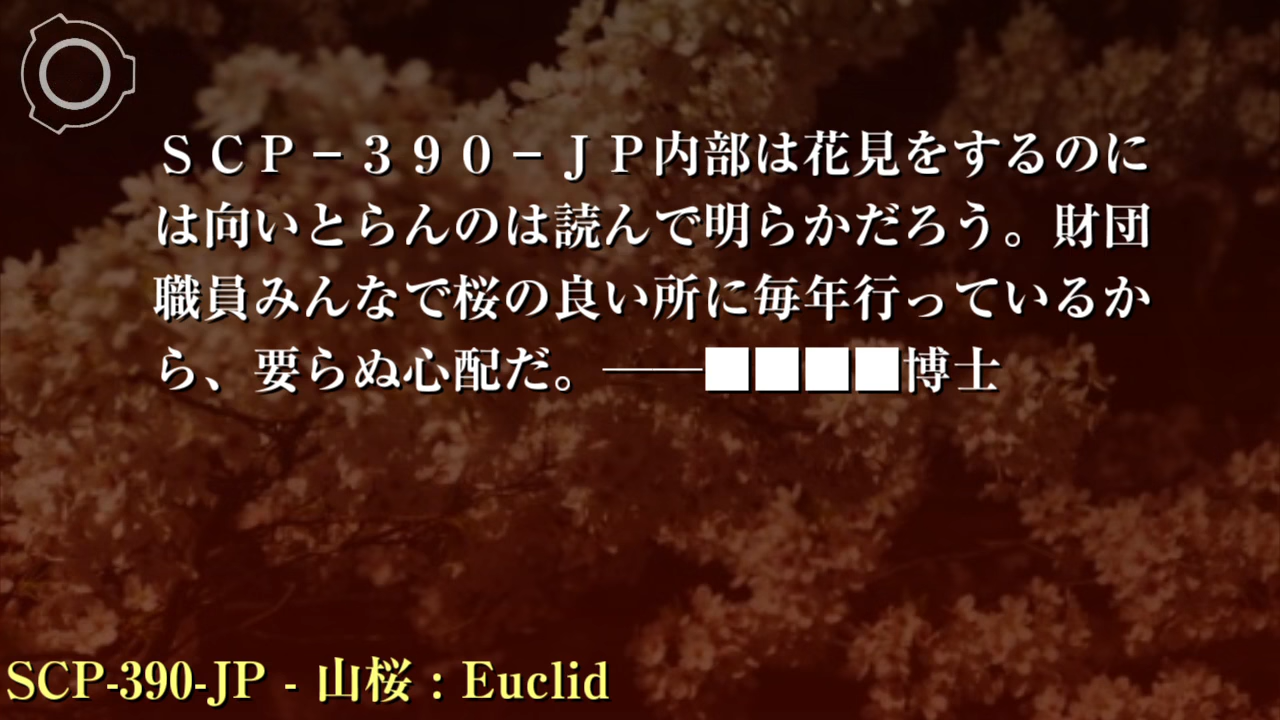 ＳＣＰ－３９０－ＪＰ内部は花見をするのに
は向いとらんのは読んで明らかだろう。財団
職員みんなで桜の良い所に毎年行っているか
ら、要らぬ心配だ。――■■■■博士
SCP-390-JP - 山桜 : Euclid